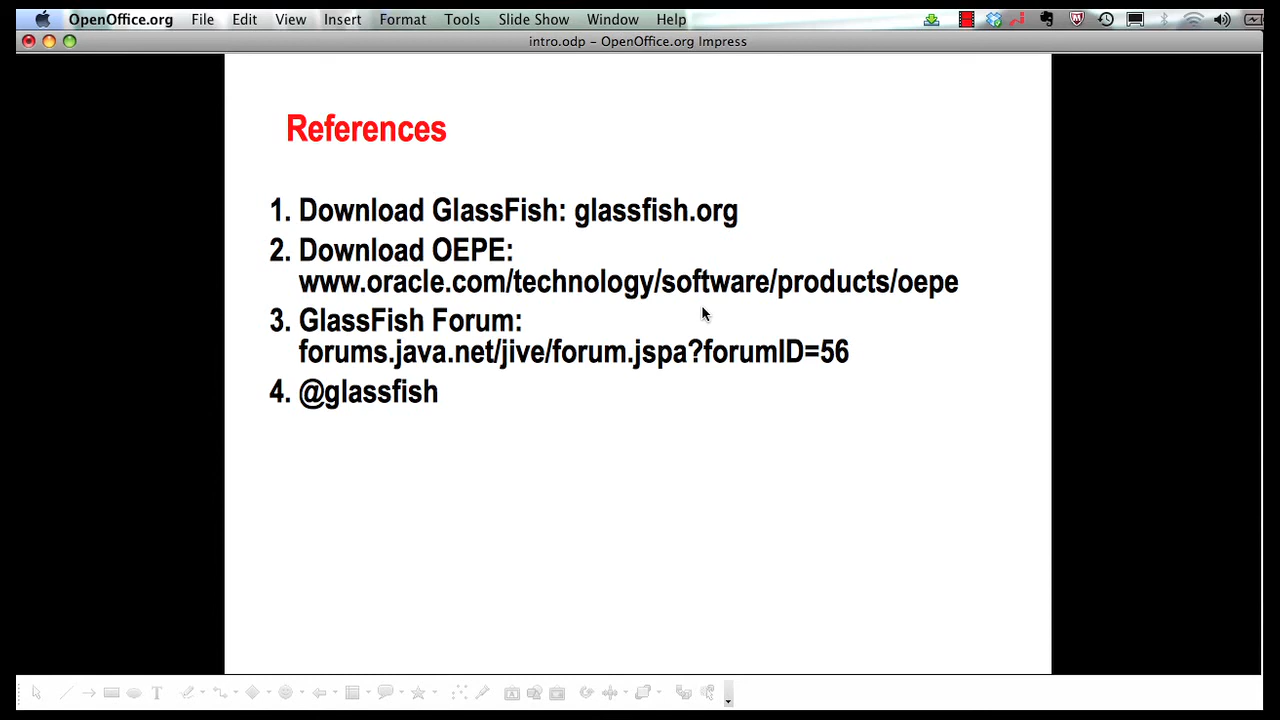 OpenOffice.org File Edit View Insert Format Tools Slide Show Window Help
intro.odp – OpenOffice.org Impress
References
1. Download GlassFish: glassfish.org
2. Download OEPE:
www.oracle.com/technology/software/products/oepe
3. GlassFish Forum:
forums.java.net/jive/forum.jspa?forumID=56
4. @glassfish